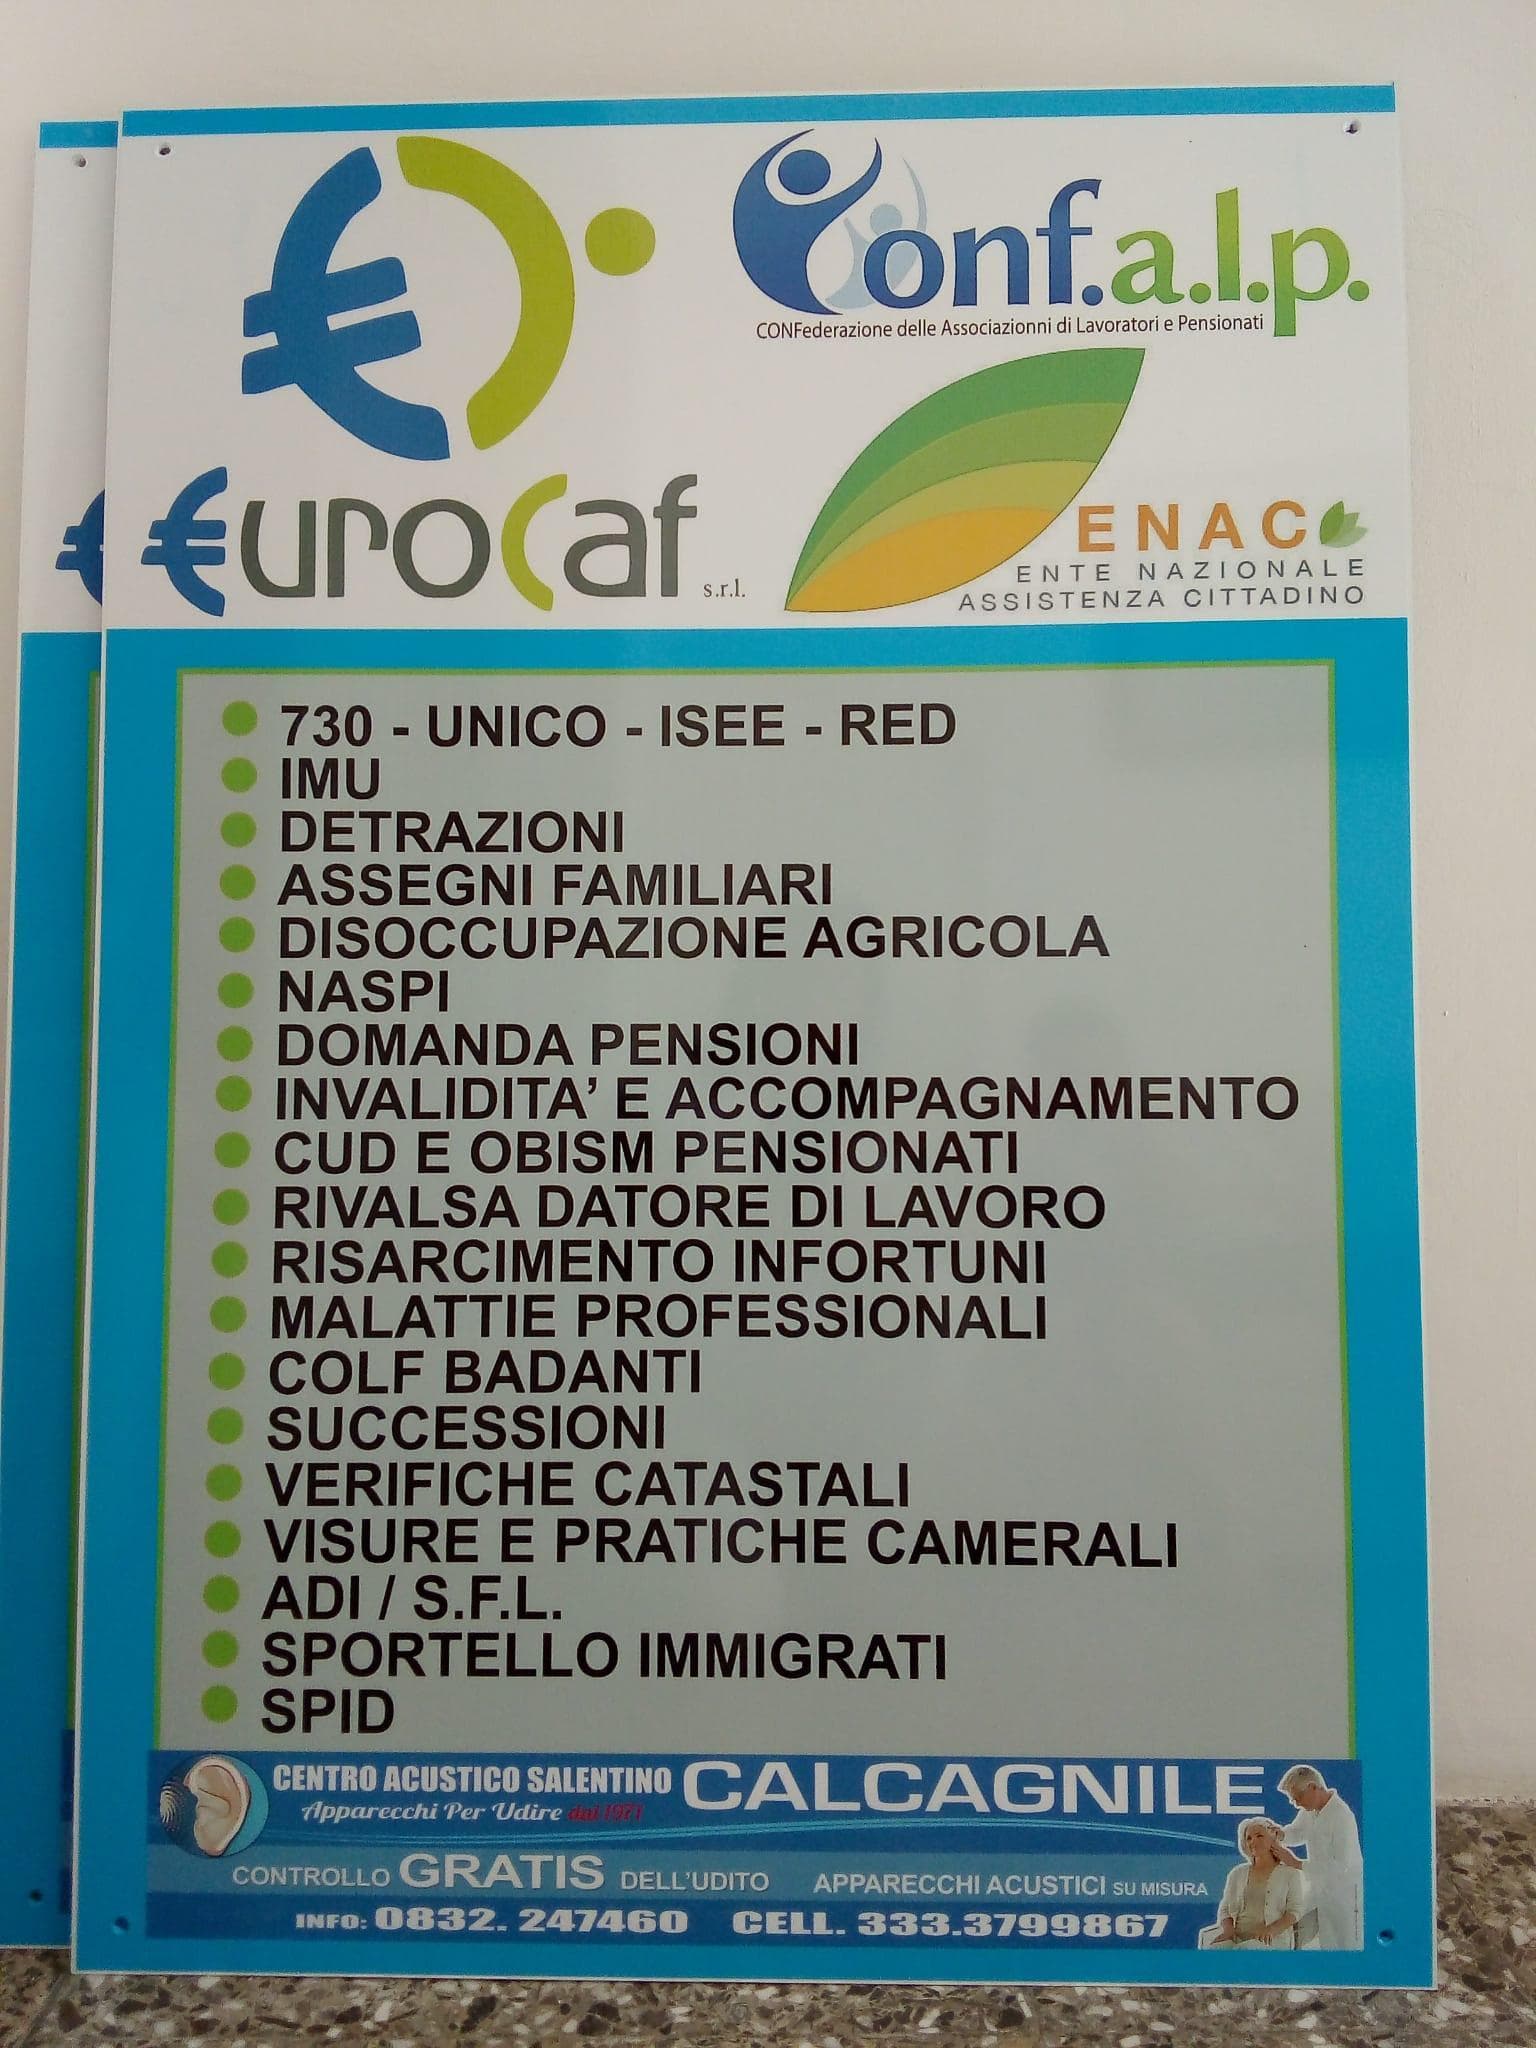 Conf.a.l.p.
CONFederazione delle Associazionni di Lavoratori e Pensionati
€uroCaf s.r.l.
ENAC
ENTE NAZIONALE
ASSISTENZA CITTADINO
730 - UNICO - ISEE - RED
IMU
DETRAZIONI
ASSEGNI FAMILIARI
DISOCCUPAZIONE AGRICOLA
NASPI
DOMANDA PENSIONI
INVALIDITA’ E ACCOMPAGNAMENTO
CUD E OBISM PENSIONATI
RIVALSA DATORE DI LAVORO
RISARCIMENTO INFORTUNI
MALATTIE PROFESSIONALI
COLF BADANTI
SUCCESSIONI
VERIFICHE CATASTALI
VISURE E PRATICHE CAMERALI
ADI / S.F.L.
SPORTELLO IMMIGRATI
SPID
CENTRO ACUSTICO SALENTINO CALCAGNILE
Apparecchi Per Udire dal 1971
CONTROLLO GRATIS DELL'UDITO APPARECCHI ACUSTICI SU MISURA
INFO: 0832. 247460 CELL. 333.3799867